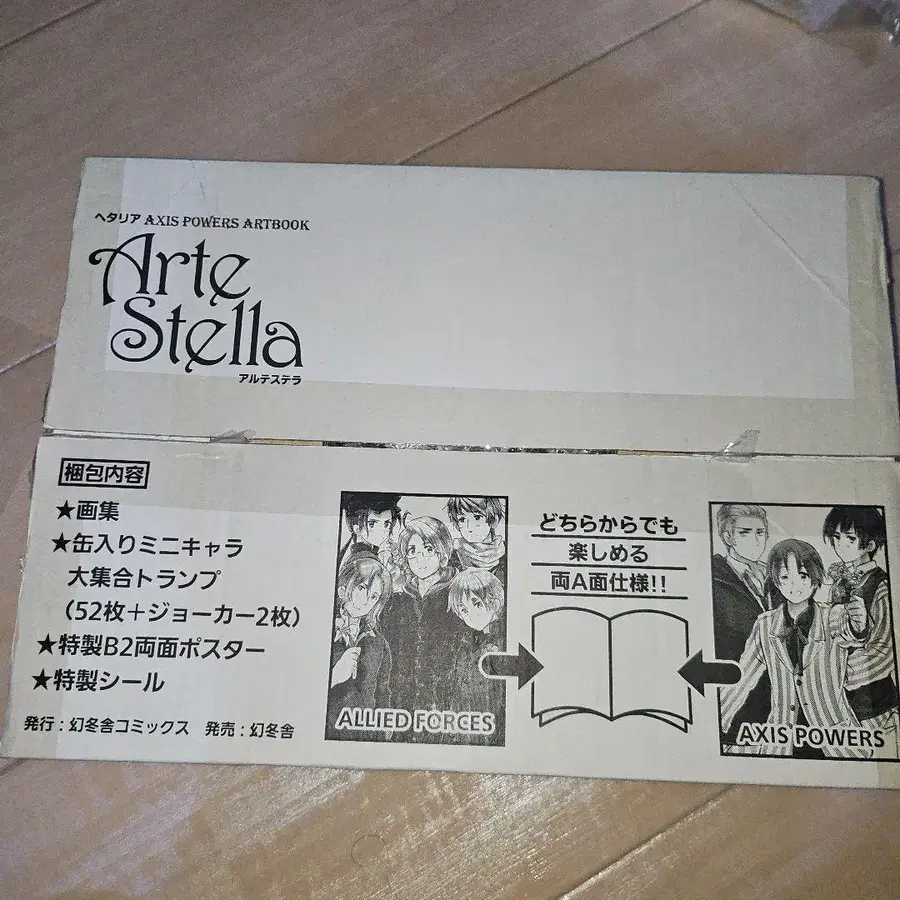 ヘタリア AXIS POWERS ARTBOOK
Arte
Stella
アルテステラ
梱包内容
★画集
★缶入りミニキャラ
大集合トランプ
（52枚＋ジョーカー2枚）
★特製B2両面ポスター
★特製シール
発行：幻冬舎コミックス 発売：幻冬舎
ALLIED FORCES
どちらからでも
楽しめる
両A面仕様!!
AXIS POWERS